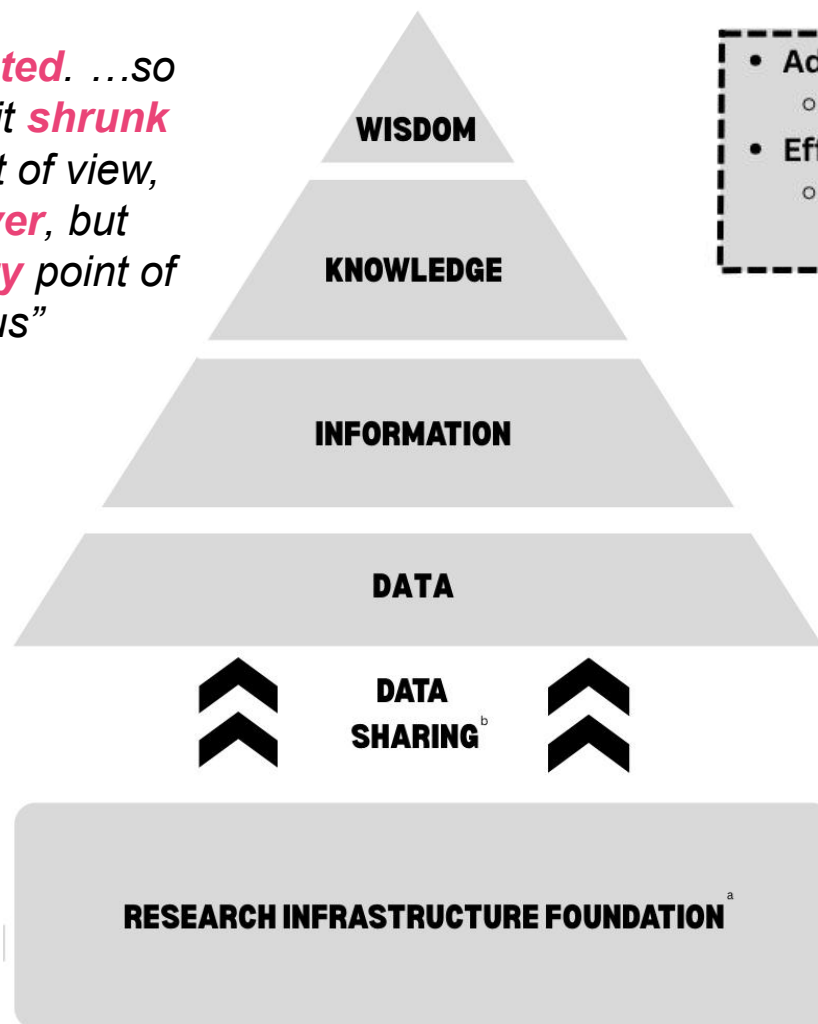 ted. …so
it shrunk
t of view,
ver, but
y point of
us”
WISDOM
KNOWLEDGE
INFORMATION
DATA
DATA
SHARING b
RESEARCH INFRASTRUCTURE FOUNDATION a
• Ad
○
• Eff
○